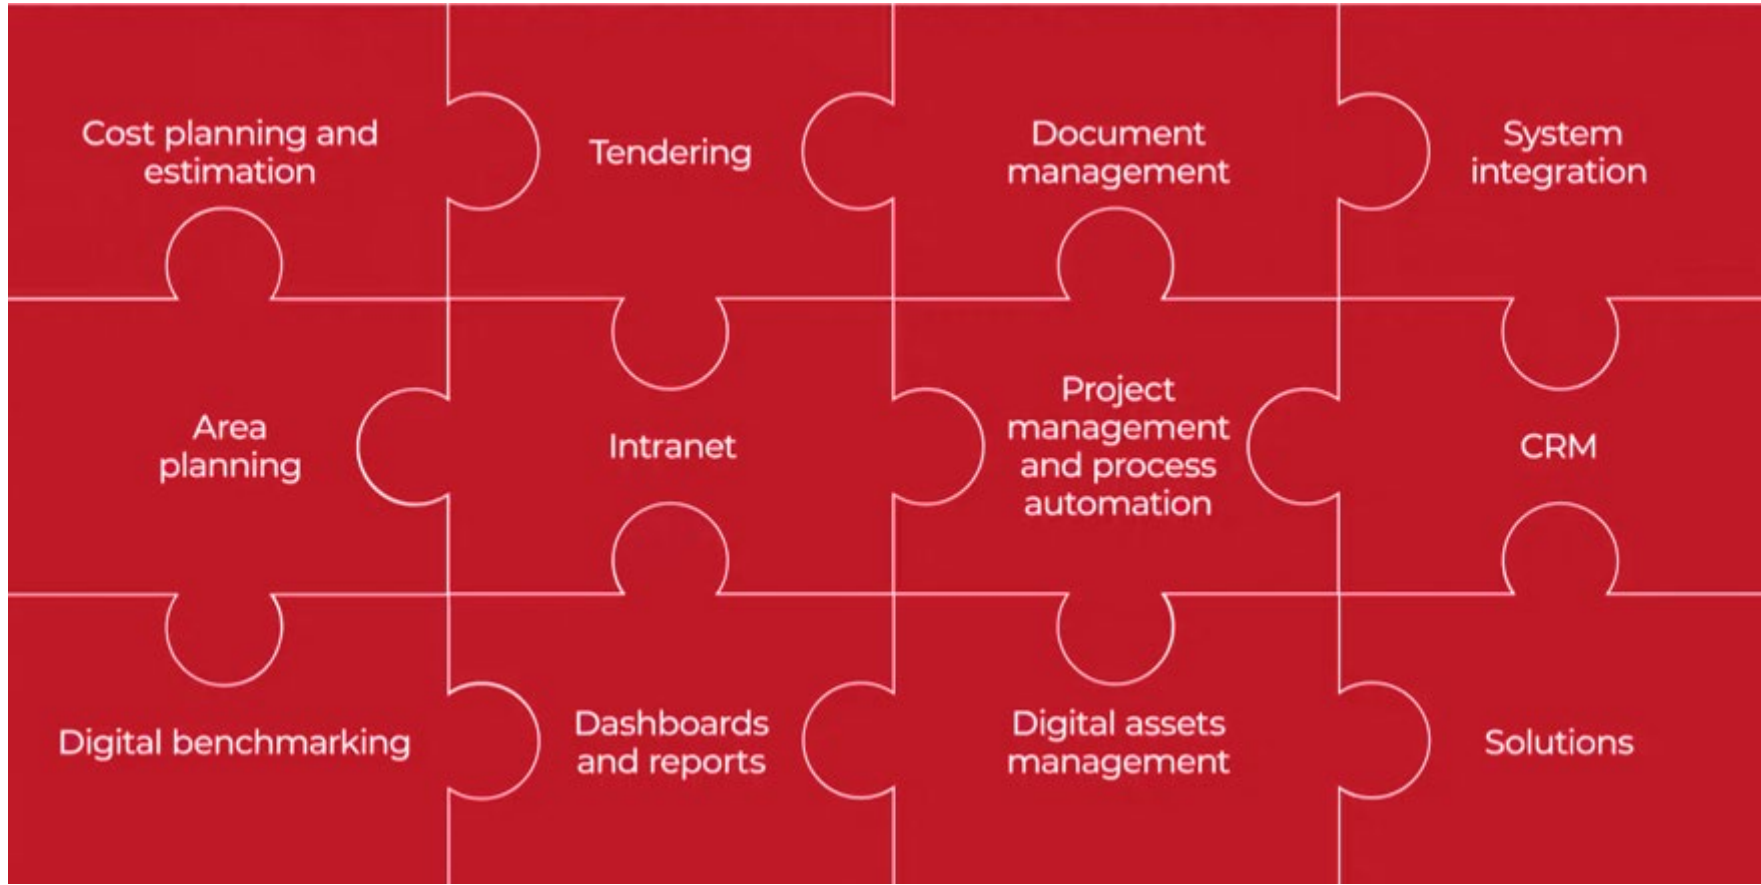 Cost planning and
estimation
Tendering
Document
management
System
integration
Area
planning
Intranet
Project
management
and process
automation
CRM
Digital benchmarking
Dashboards
and reports
Digital assets
management
Solutions